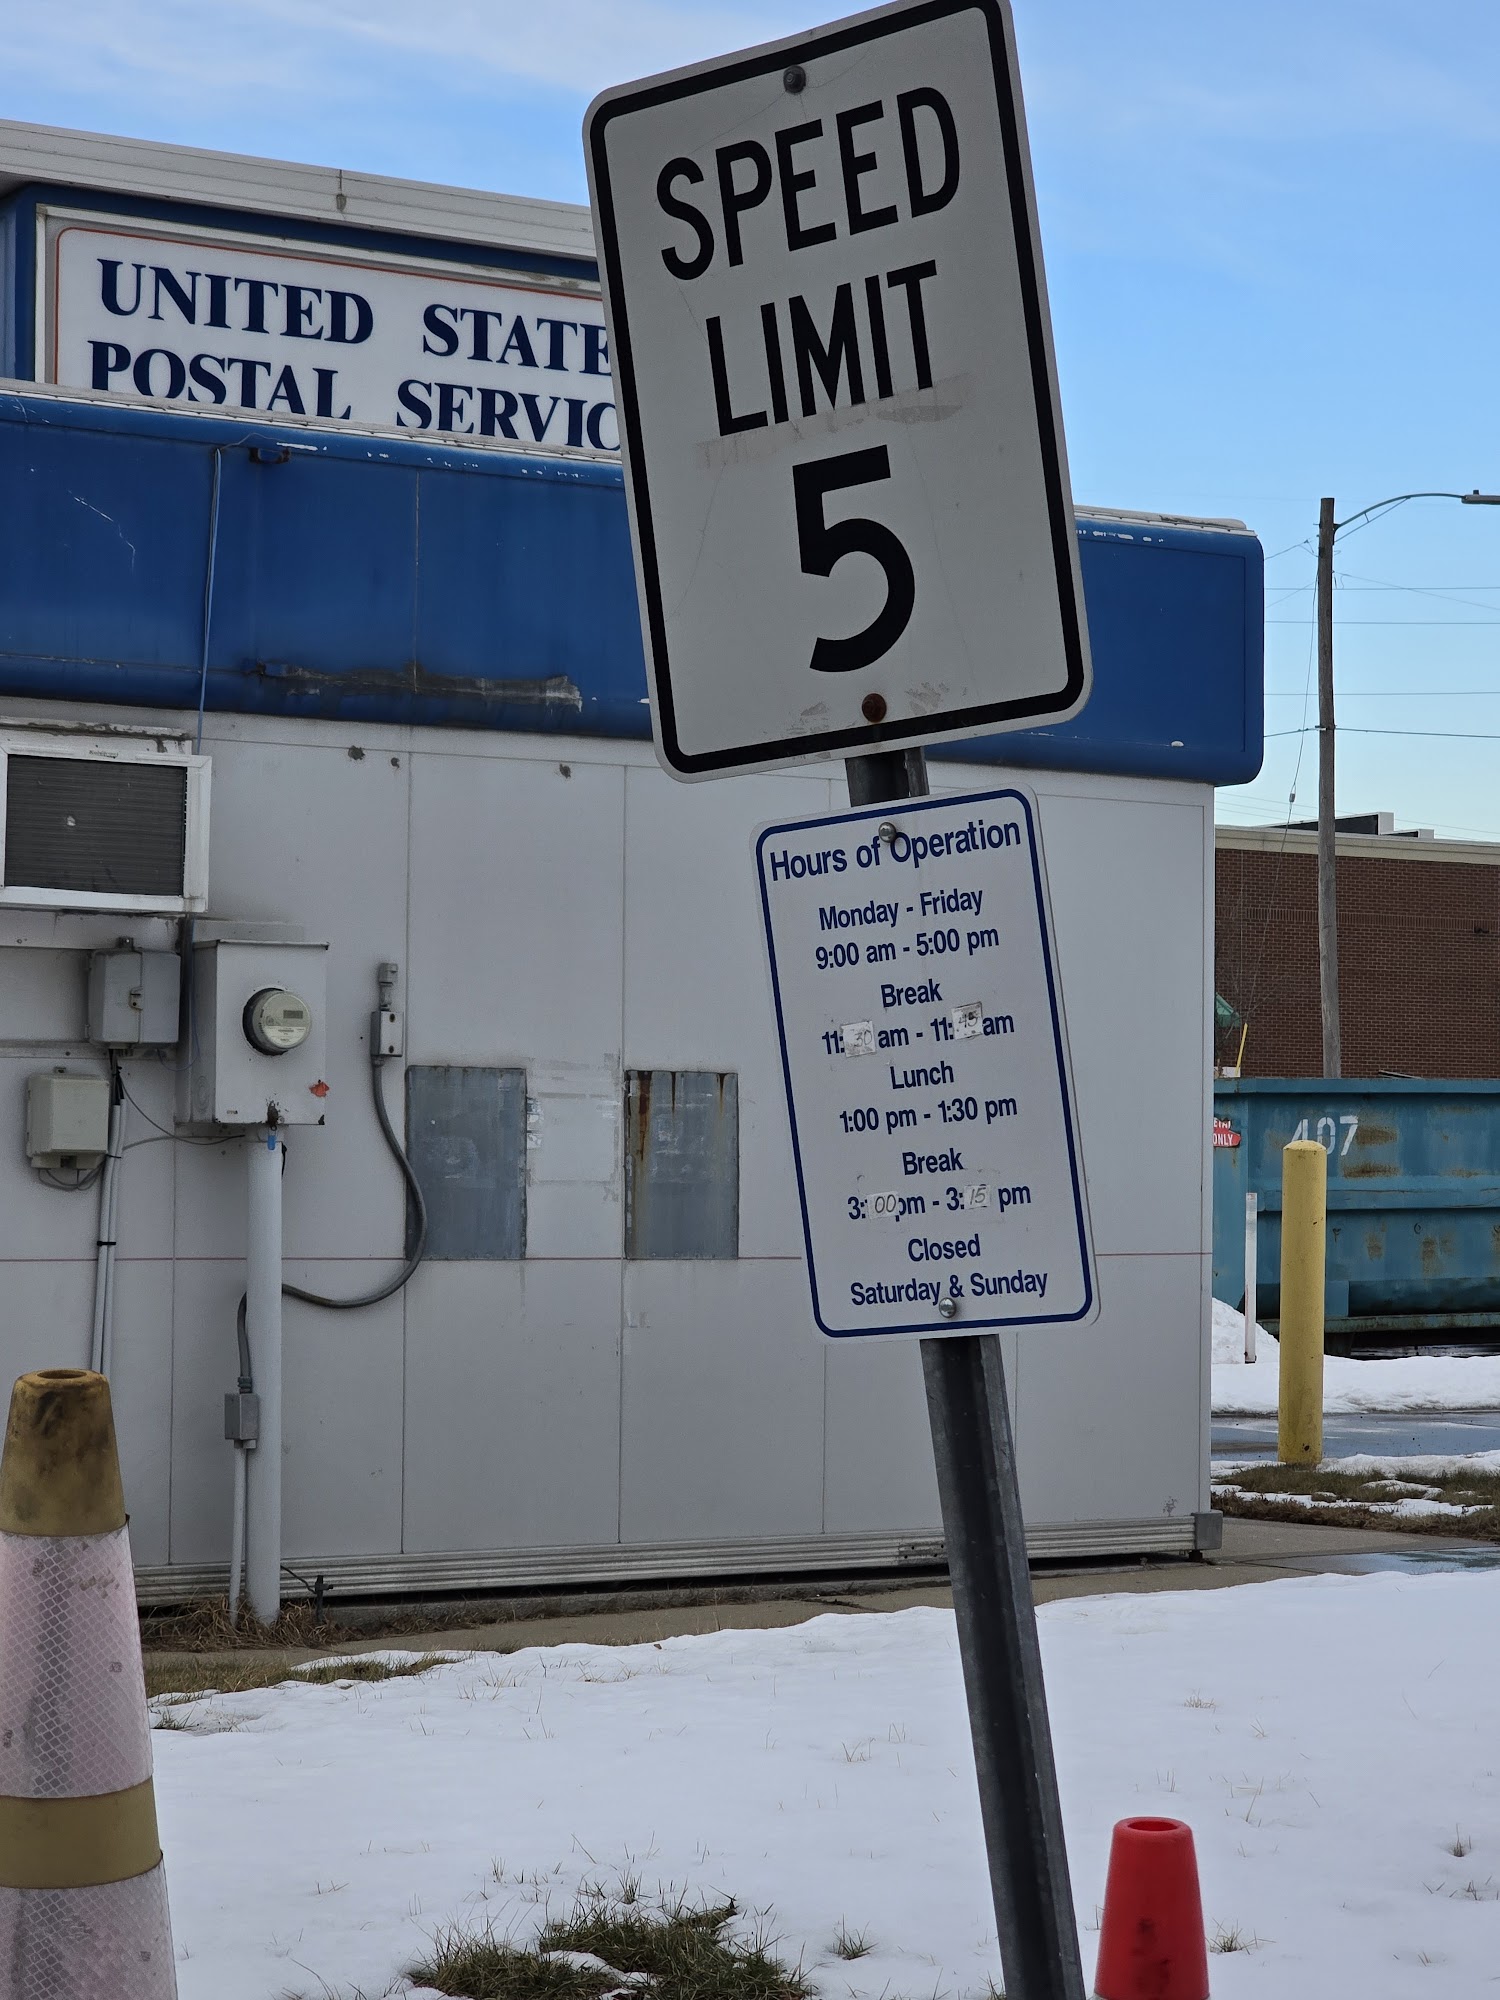 UNITED STATE
POSTAL SERVIC
SPEED
LIMIT
5
Hours of Operation
Monday - Friday
9:00 am - 5:00 pm
Break
11:30 am - 11:45 am
Lunch
1:00 pm - 1:30 pm
Break
3:00 pm - 3:15 pm
Closed
Saturday & Sunday
407
ONLY